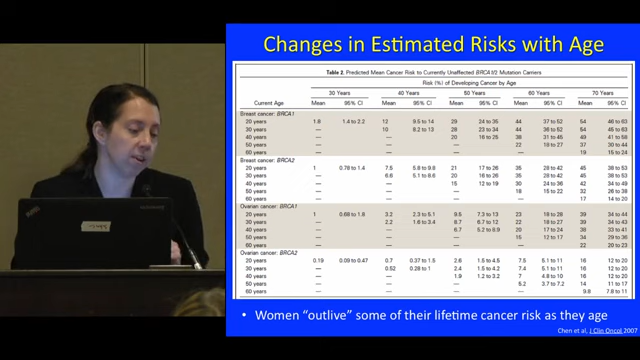 Changes in Estimated Risks with Age
Table 2. Predicted Mean Cancer Risk to Currently Unaffected BRCA1/2 Mutation Carriers
Risk (%) of Developing Cancer by Age
30 Years 40 Years 50 Years 60 Years 70 Years
Current Age Mean 95% CI Mean 95% CI Mean 95% CI Mean 95% CI Mean 95% CI
Breast cancer: BRCA1
20 years 1.8 1.4 to 2.2 12 9.5 to 14 29 24 to 35 44 37 to 52 54 46 to 63
30 years — 10 8.2 to 13 28 23 to 34 44 36 to 52 54 45 to 63
40 years — — 20 16 to 25 38 31 to 45 49 41 to 58
50 years — — — 22 18 to 27 37 30 to 44
60 years — — — — 19 15 to 24
Breast cancer: BRCA2
20 years 1 0.78 to 1.4 7.5 5.8 to 9.8 21 17 to 26 35 28 to 42 45 38 to 53
30 years — 6.6 5.1 to 8.6 20 16 to 26 35 28 to 42 45 38 to 53
40 years — — 15 12 to 19 30 24 to 36 42 34 to 49
50 years — — — 18 15 to 22 32 26 to 38
60 years — — — — 17 14 to 20
Ovarian cancer: BRCA1
20 years 1 0.68 to 1.8 3.2 2.3 to 5.1 9.5 7.3 to 13 23 18 to 28 39 34 to 44
30 years — 2.2 1.6 to 3.4 8.7 6.7 to 12 22 18 to 27 39 34 to 43
40 years — — 6.7 5.2 to 8.9 20 17 to 24 38 33 to 41
50 years — — — 15 12 to 17 34 29 to 36
60 years — — — — 22 20 to 23
Ovarian cancer: BRCA2
20 years 0.19 0.09 to 0.47 0.7 0.37 to 1.5 2.6 1.5 to 4.5 7.5 5.1 to 11 16 12 to 20
30 years — 0.52 0.28 to 1 2.4 1.5 to 4.2 7.4 5.1 to 11 16 12 to 20
40 years — — 1.9 1.2 to 3.2 7 4.8 to 10 16 12 to 20
50 years — — — 5.2 3.7 to 7.2 14 11 to 17
60 years — — — — 9.8 7.8 to 11
• Women “outlive” some of their lifetime cancer risk as they age
Chen et al, J Clin Oncol 2007